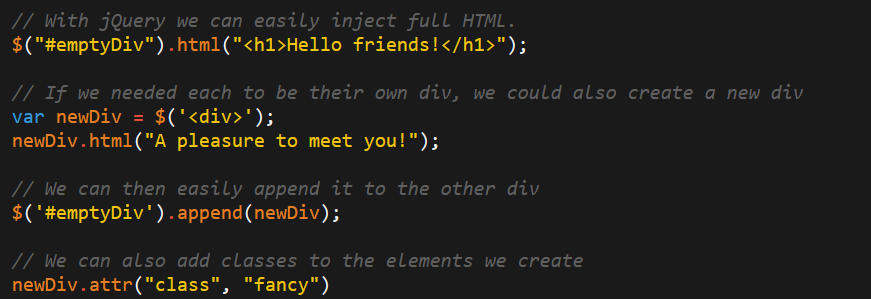 // With jQuery we can easily inject full HTML.
$("#emptyDiv").html("<h1>Hello friends!</h1>");
// If we needed each to be their own div, we could also create a new div
var newDiv = $('<div>');
newDiv.html("A pleasure to meet you!");
// We can then easily append it to the other div
$('#emptyDiv').append(newDiv);
// We can also add classes to the elements we create
newDiv.attr("class", "fancy")